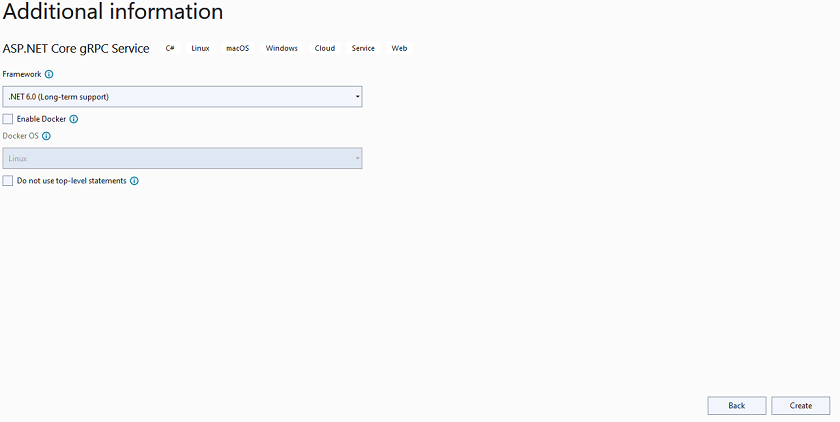 Additional information
ASP.NET Core gRPC Service C# Linux macOS Windows Cloud Service Web
Framework
.NET 6.0 (Long-term support)
Enable Docker
Docker OS
Linux
Do not use top-level statements
Back Create